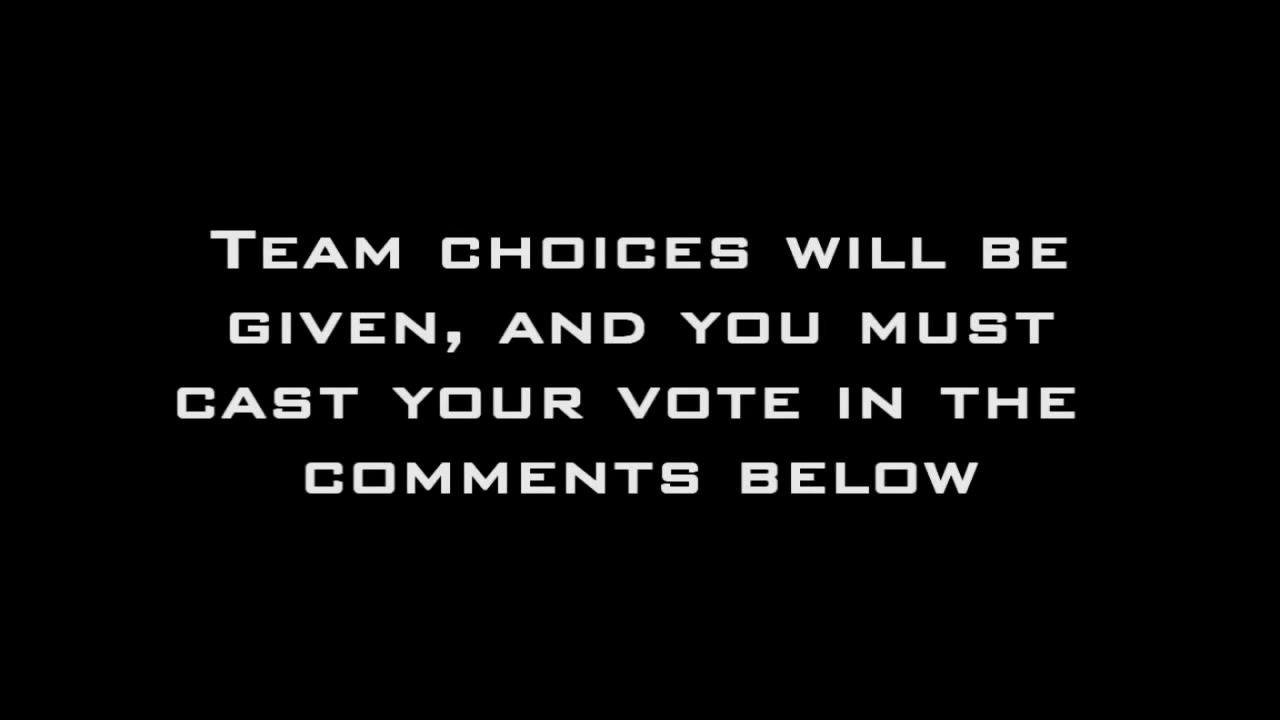 Team choices will be
given, and you must
cast your vote in the
comments below